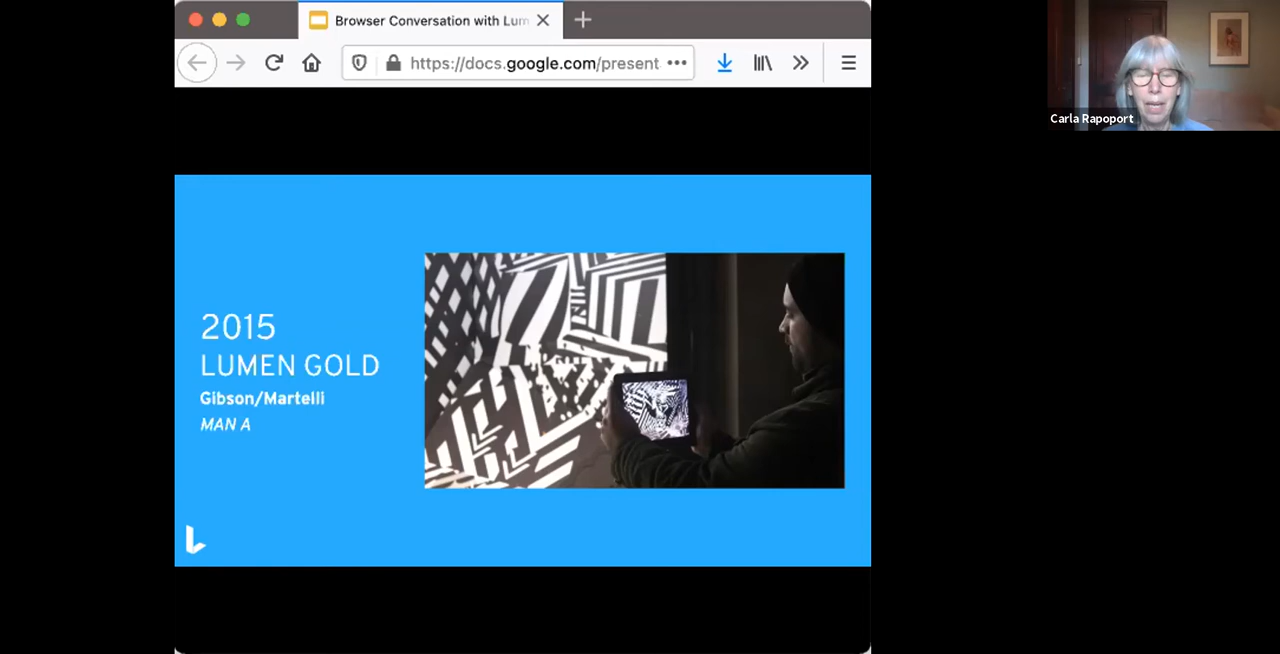 Browser Conversation with Lum
https://docs.google.com/present
Carla Rapoport
2015
LUMEN GOLD
Gibson/Martelli
MAN A